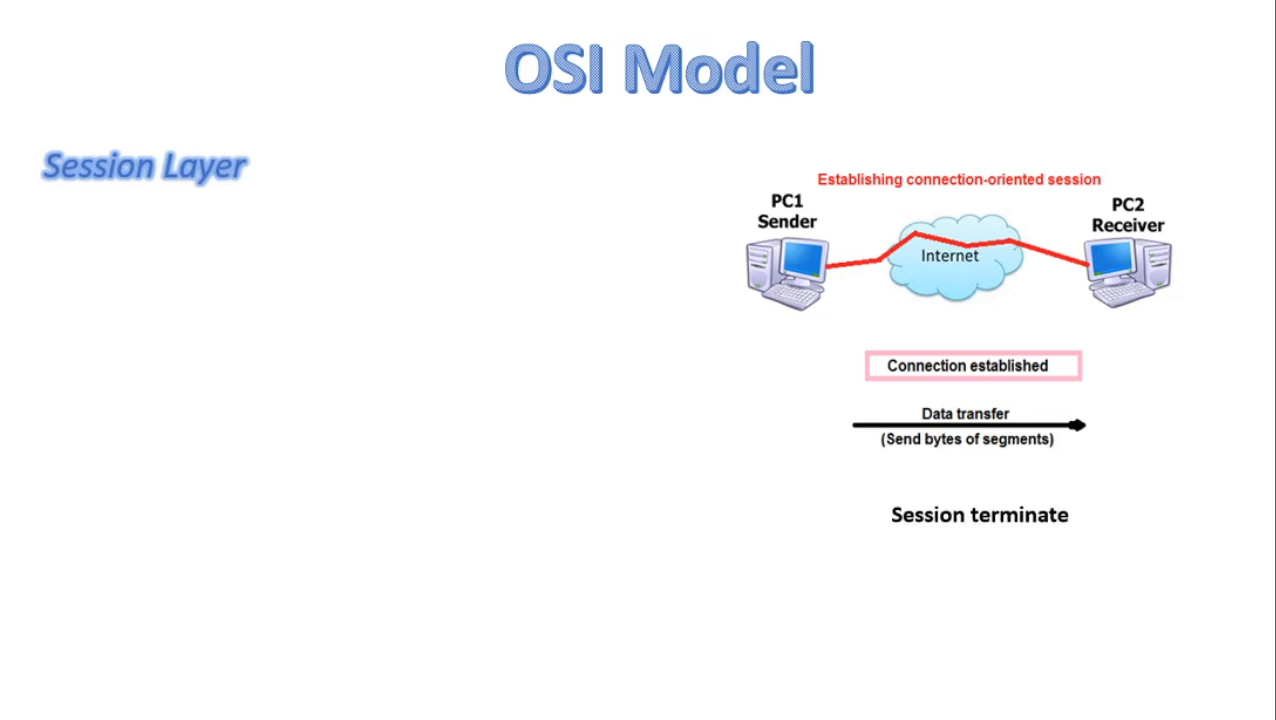 OSI Model
Session Layer
Establishing connection-oriented session
PC1
Sender
PC2
Receiver
Internet
Connection established
Data transfer
(Send bytes of segments)
Session terminate